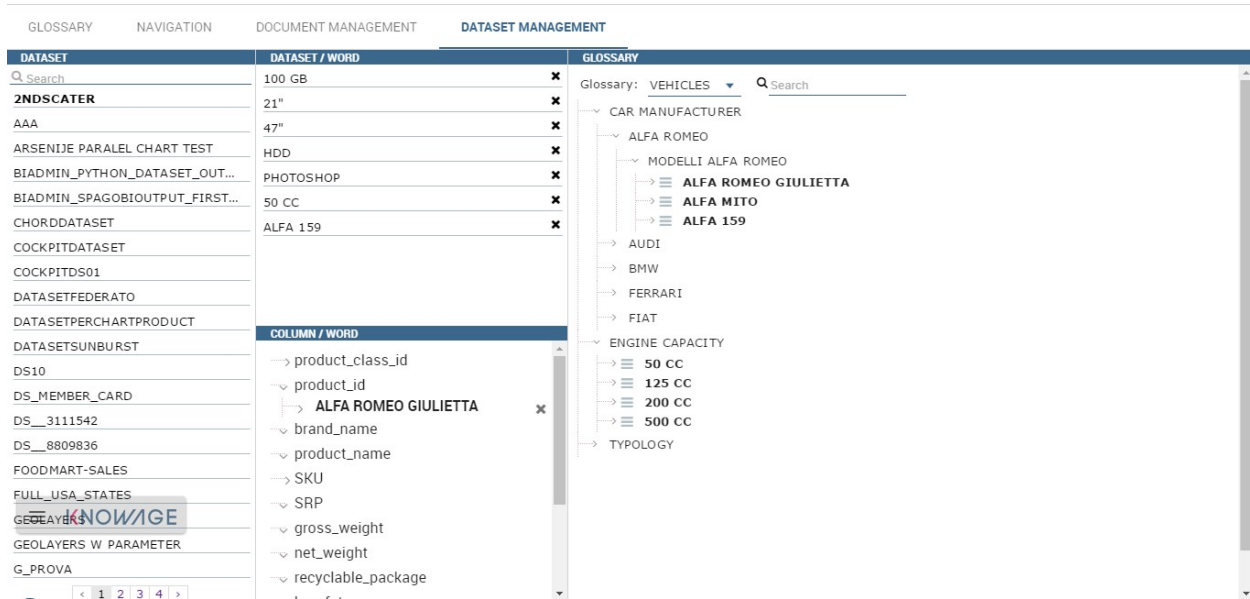 GLOSSARY NAVIGATION DOCUMENT MANAGEMENT DATASET MANAGEMENT
DATASET
Search
2NDSCATER
AAA
ARSENIJE PARALEL CHART TEST
BIADMIN_PYTHON_DATASET_OUT...
BIADMIN_SPAGOBIOUTPUT_FIRST...
CHORDDATASET
COCKPITDATASET
COCKPITDS01
DATASETFEDERATO
DATASETPERCHARTPRODUCT
DATASETSUNBURST
DS10
DS_MEMBER_CARD
DS__3111542
DS__8809836
FOODMART-SALES
FULL_USA_STATES
GEOLAYERS
KNOWAGE
GEOLAYERS W PARAMETER
G_PROVA
< 1 2 3 4 >
DATASET / WORD
100 GB
21"
47"
HDD
PHOTOSHOP
50 CC
ALFA 159
COLUMN / WORD
product_class_id
product_id
ALFA ROMEO GIULIETTA
brand_name
product_name
SKU
SRP
gross_weight
net_weight
recyclable_package
GLOSSARY
Glossary: VEHICLES Search
CAR MANUFACTURER
ALFA ROMEO
MODELLI ALFA ROMEO
ALFA ROMEO GIULIETTA
ALFA MITO
ALFA 159
AUDI
BMW
FERRARI
FIAT
ENGINE CAPACITY
50 CC
125 CC
200 CC
500 CC
TYPOLOGY